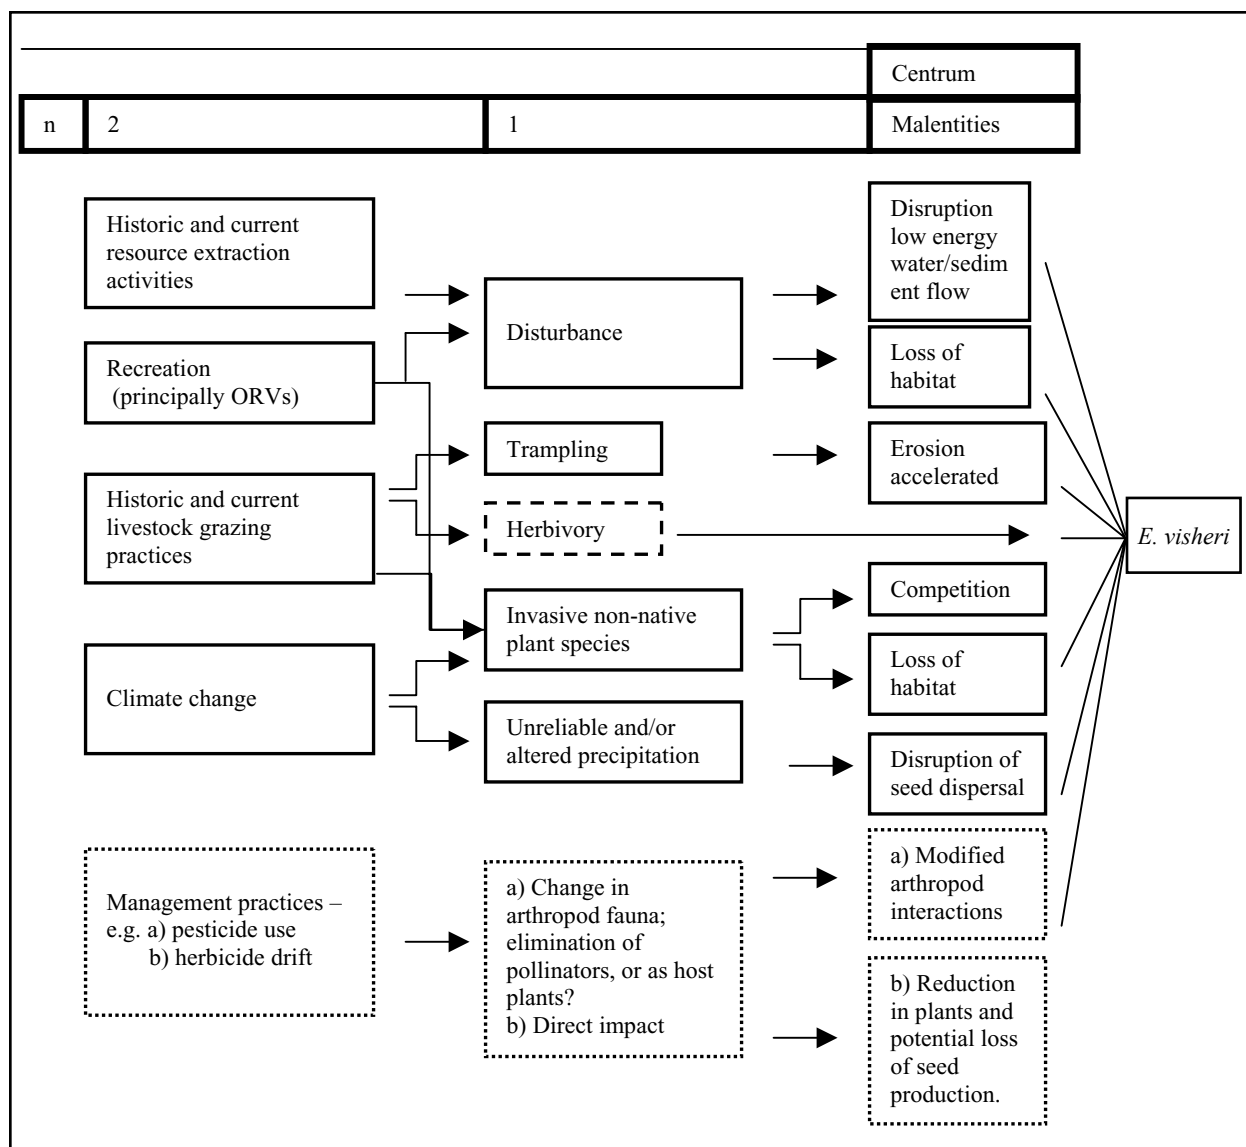 Centrum
n
2
1
Malentities
Historic and current
resource extraction
activities
Disruption
low energy
water/sedim
ent flow
Disturbance
Recreation
(principally ORVs)
Loss of
habitat
Trampling
Erosion
accelerated
Historic and current
livestock grazing
practices
Herbivory
E. visheri
Invasive non-native
plant species
Competition
Climate change
Loss of
habitat
Unreliable and/or
altered precipitation
Disruption of
seed dispersal
Management practices –
e.g. a) pesticide use
b) herbicide drift
a) Change in
arthropod fauna;
elimination of
pollinators, or as host
plants?
b) Direct impact
a) Modified
arthropod
interactions
b) Reduction
in plants and
potential loss
of seed
production.